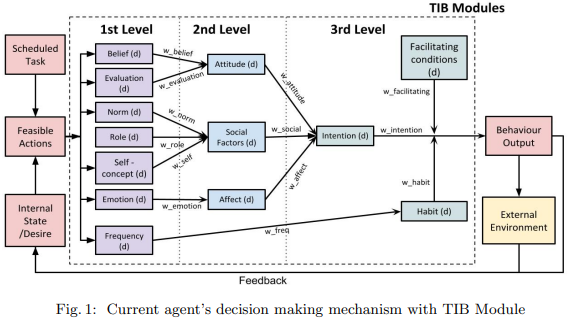 TIB Modules
1st Level
2nd Level
3rd Level
Scheduled
Task
Feasible
Actions
Internal
State
/Desire
Belief (d)
Evaluation
(d)
Norm (d)
Role (d)
Self -
concept (d)
Emotion (d)
Frequency
(d)
w_belief
w_evaluation
w_norm
w_role
w_self
w_emotion
w_freq
Attitude (d)
Social
Factors (d)
Affect (d)
w_attitude
w_social
w_affect
Intention (d)
Facilitating
conditions
(d)
w_facilitating
w_intention
w_habit
Habit (d)
Behaviour
Output
External
Environment
Feedback
Fig. 1: Current agent's decision making mechanism with TIB Module